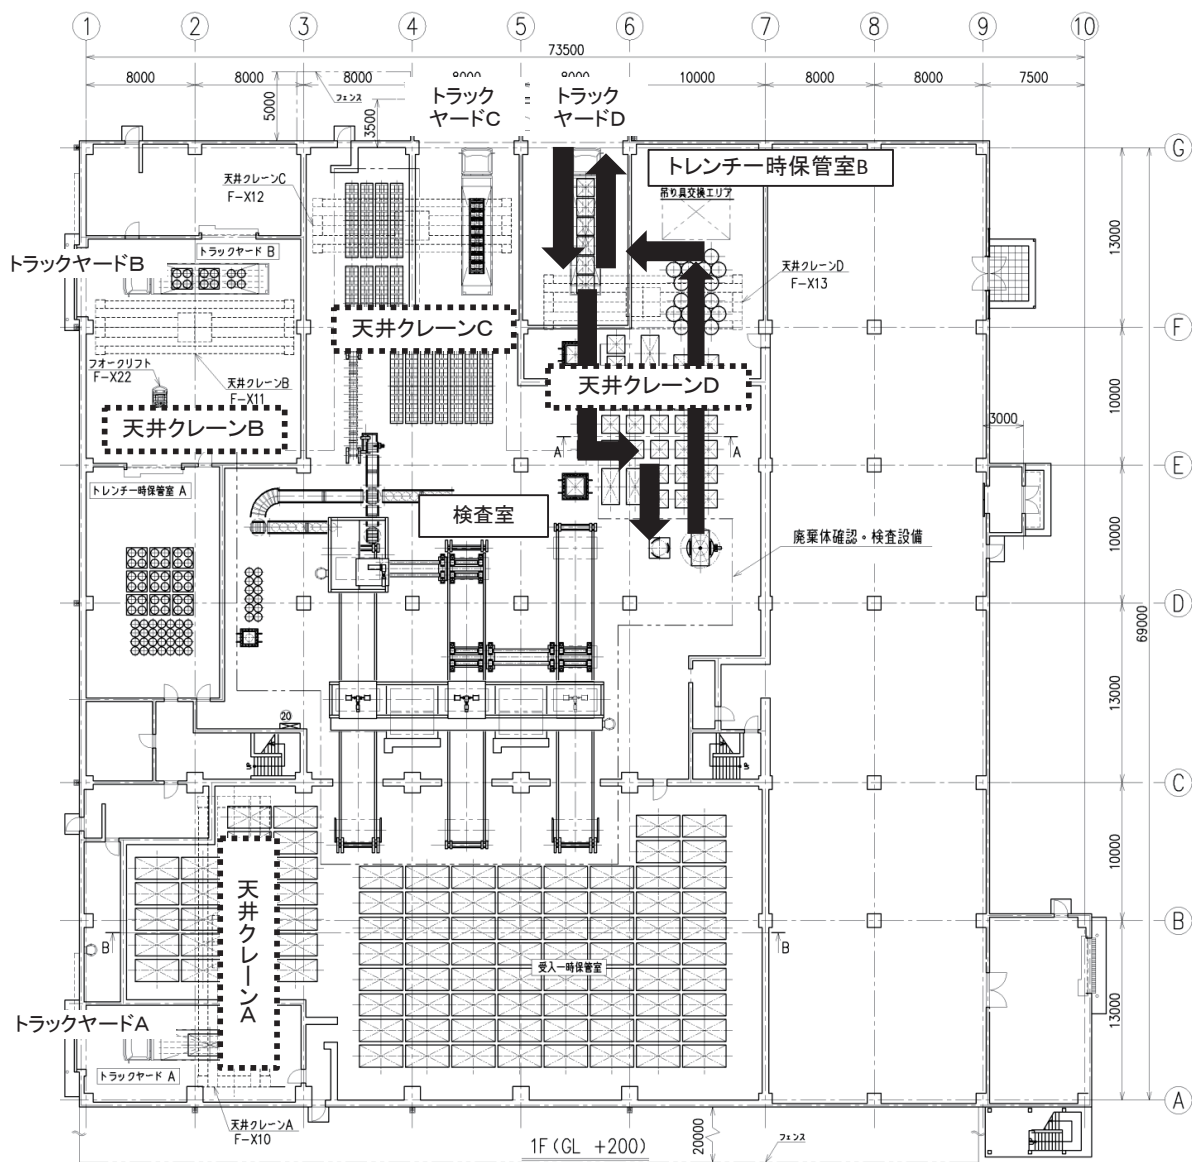 1 2 3 4 5 6 7 8 9 10
73500
8000 8000 8000 8000 8000 10000 8000 8000 7500
5000
フェンス
3500
トラック
ヤードC
トラック
ヤードD
G
トレンチ一時保管室B
吊り具交換エリア
天井クレーンC
F-X12
トラックヤード B
トラックヤードB
天井クレーンD
F-X13
13000
F
天井クレーンC
フオークリフト
F-X22
天井クレーンB
F-X11
天井クレーンD
天井クレーンB
10000
3000
A A
E
トレンチ一時保管室 A
検査室
廃棄体確認・検査設備
10000
D
69000
13000
20
C
10000
天井クレーンA
B
B B
受入一時保管室
トラックヤードA
トラックヤード A
13000
A
天井クレーンA
F-X10
20000
フェンス
1F(GL +200)